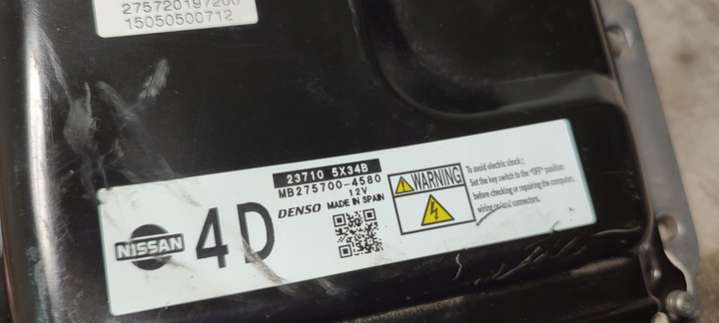 15050500712
23710 5X34B
MB275700-4580
12V
DENSO MADE IN SPAIN
NISSAN
4D
WARNING
To avoid electric shock;
Set the key switch to the "OFF" position
before checking or repairing the computer,
wiring or connectors.